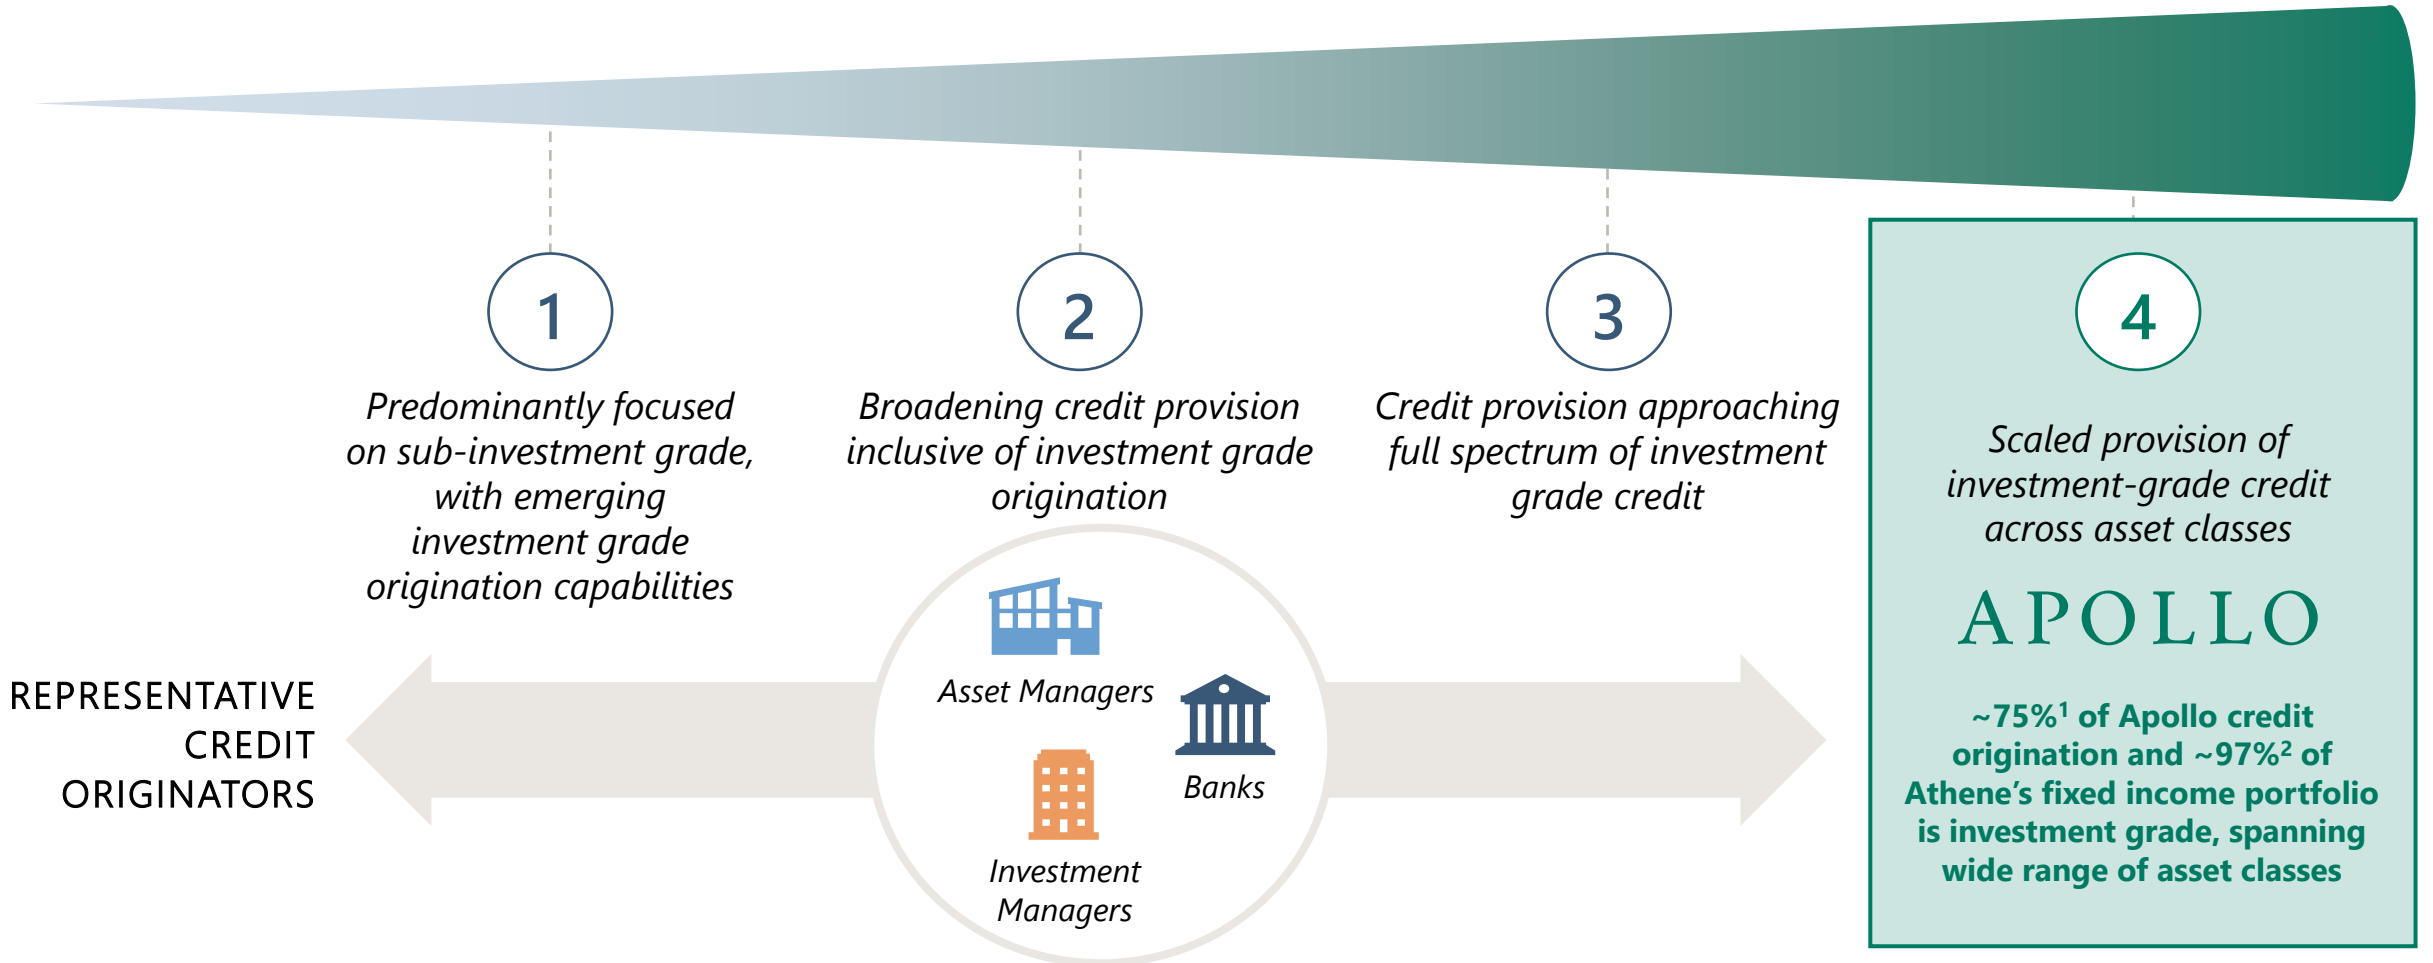 1
Predominantly focused
on sub-investment grade,
with emerging
investment grade
origination capabilities
2
Broadening credit provision
inclusive of investment grade
origination
3
Credit provision approaching
full spectrum of investment
grade credit
4
Scaled provision of
investment-grade credit
across asset classes
APOLLO
~75%¹ of Apollo credit
origination and ~97%² of
Athene’s fixed income portfolio
is investment grade, spanning
wide range of asset classes
REPRESENTATIVE
CREDIT
ORIGINATORS
Asset Managers
Banks
Investment
Managers